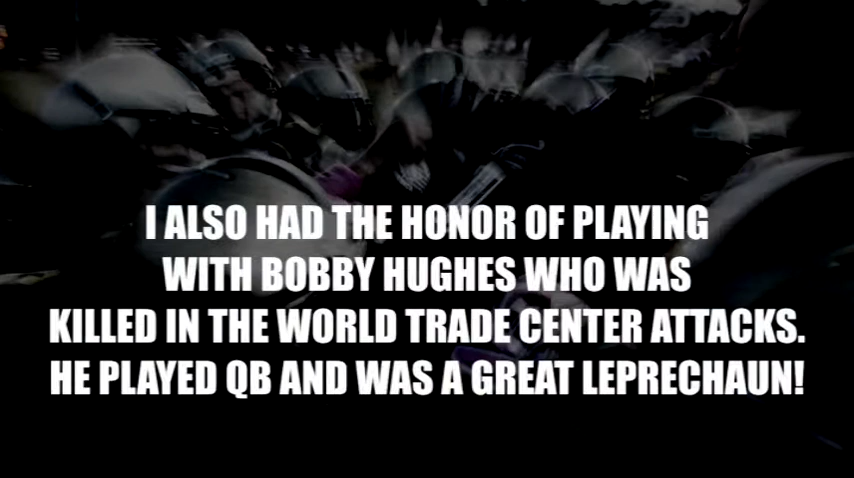 I ALSO HAD THE HONOR OF PLAYING
WITH BOBBY HUGHES WHO WAS
KILLED IN THE WORLD TRADE CENTER ATTACKS.
HE PLAYED QB AND WAS A GREAT LEPRECHAUN!